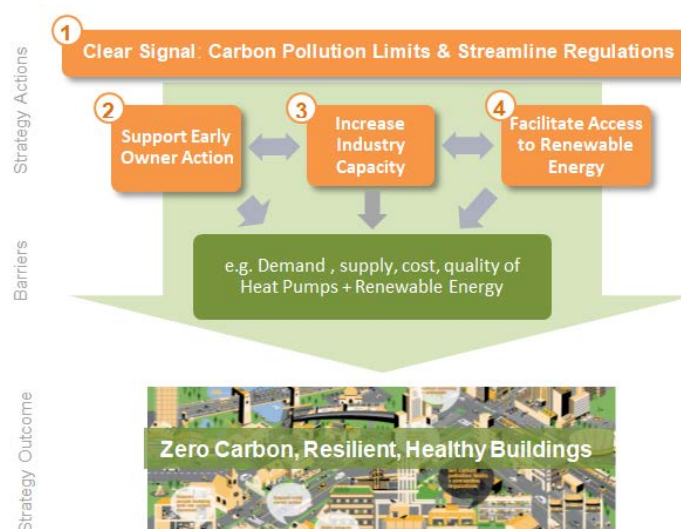 1
Clear Signal: Carbon Pollution Limits & Streamline Regulations
Strategy Actions
2
Support Early
Owner Action
3
Increase
Industry
Capacity
4
Facilitate Access
to Renewable
Energy
Barriers
e.g. Demand , supply, cost, quality of
Heat Pumps + Renewable Energy
Strategy Outcome
Zero Carbon, Resilient, Healthy Buildings